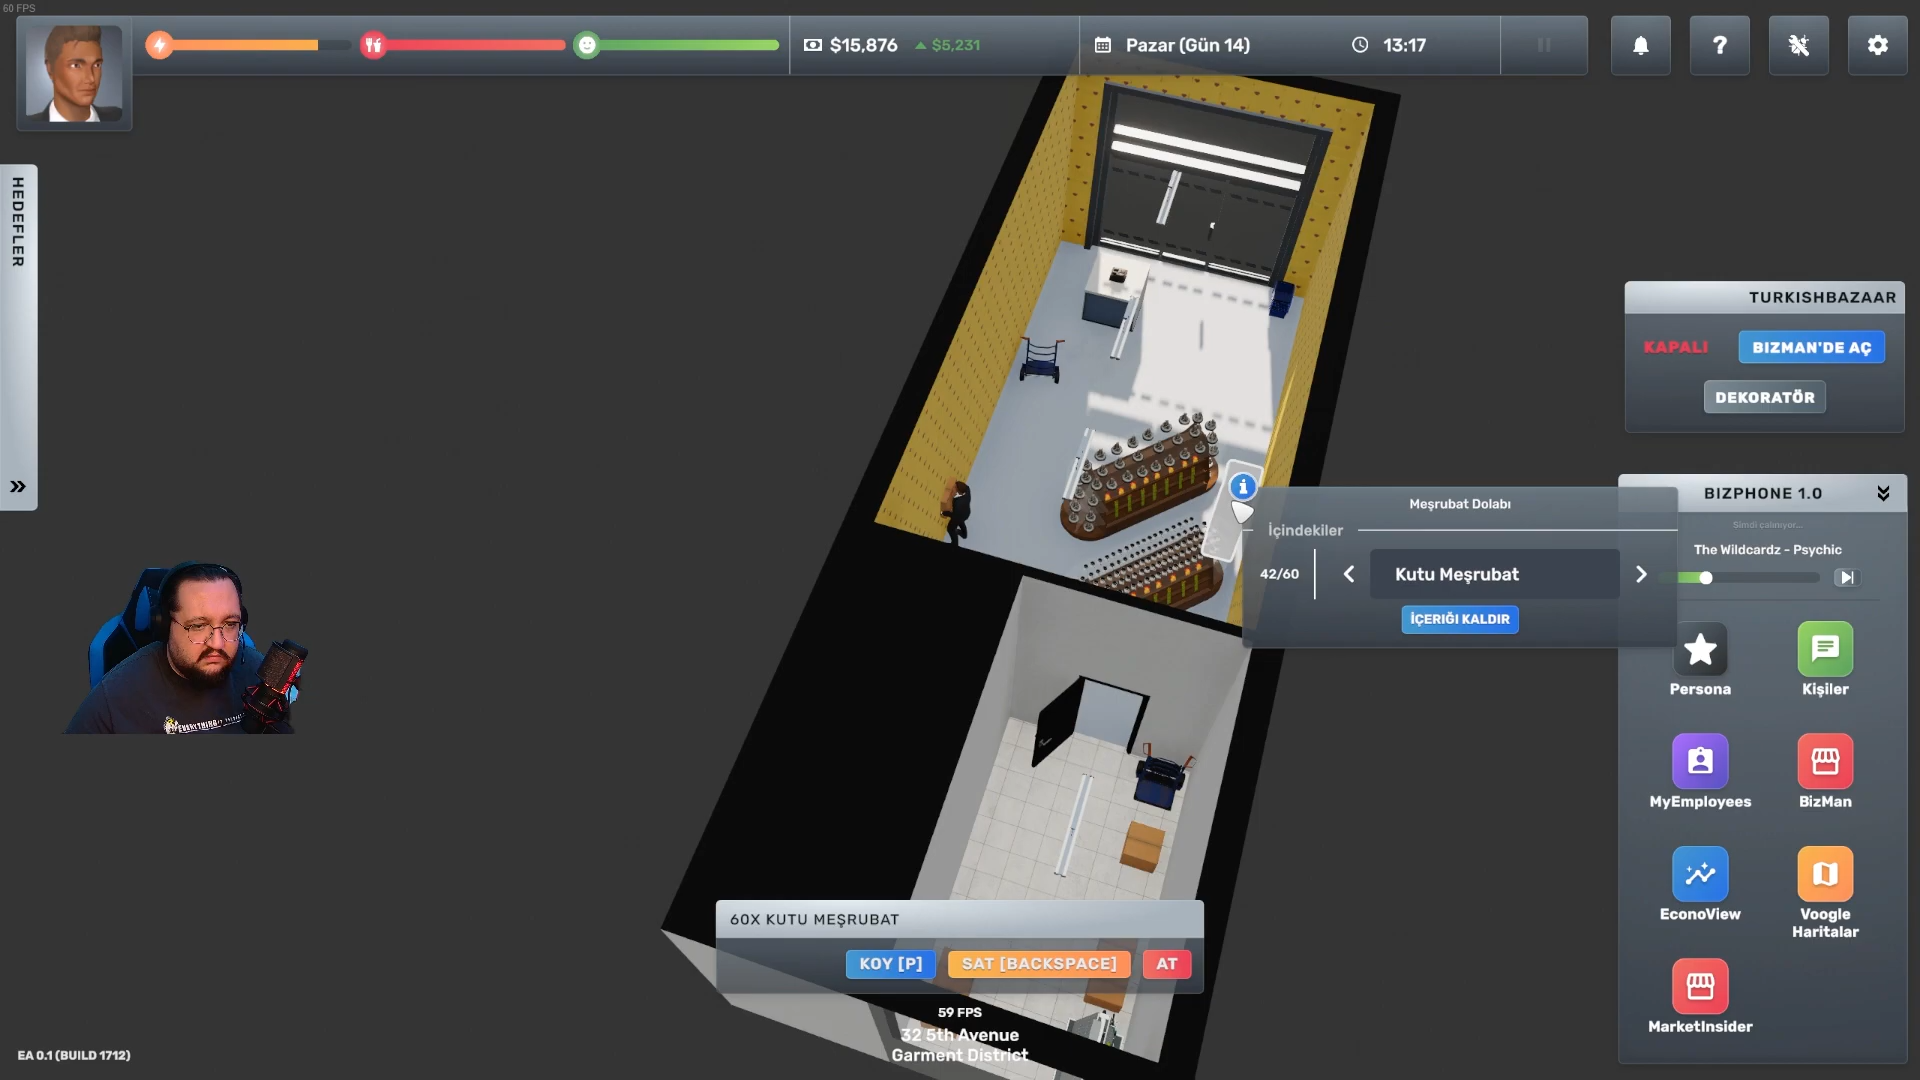 60 FPS
$15,876
$5,231
Pazar (Gün 14)
13:17
?
HEDEFLER
TURKISHBAZAAR
KAPALI
BIZMAN'DE AÇ
DEKORATÖR
BIZPHONE 1.0
Şimdi çalınıyor...
The Wildcardz - Psychic
Meşrubat Dolabı
İçindekiler
42/60
Kutu Meşrubat
İÇERİĞİ KALDIR
Persona
Kişiler
MyEmployees
BizMan
EconoView
Voogle
Haritalar
MarketInsider
60X KUTU MEŞRUBAT
KOY [P]
SAT [BACKSPACE]
AT
59 FPS
32 5th Avenue
Garment District
EA 0.1 (BUILD 1712)